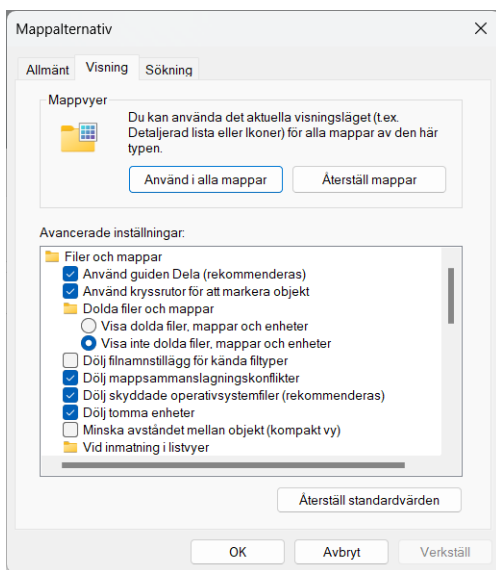 Mappalternativ
Allmänt Visning Sökning
Mappvyer
Du kan använda det aktuella visningsläget (t.ex.
Detaljerad lista eller Ikoner) för alla mappar av den här
typen.
Använd i alla mappar Återställ mappar
Avancerade inställningar:
Filer och mappar
Använd guiden Dela (rekommenderas)
Använd kryssrutor för att markera objekt
Dolda filer och mappar
Visa dolda filer, mappar och enheter
Visa inte dolda filer, mappar och enheter
Dölj filnamnstillägg för kända filtyper
Dölj mappsammanslagningskonflikter
Dölj skyddade operativsystemfiler (rekommenderas)
Dölj tomma enheter
Minska avståndet mellan objekt (kompakt vy)
Vid inmatning i listvyer
Återställ standardvärden
OK Avbryt Verkställ